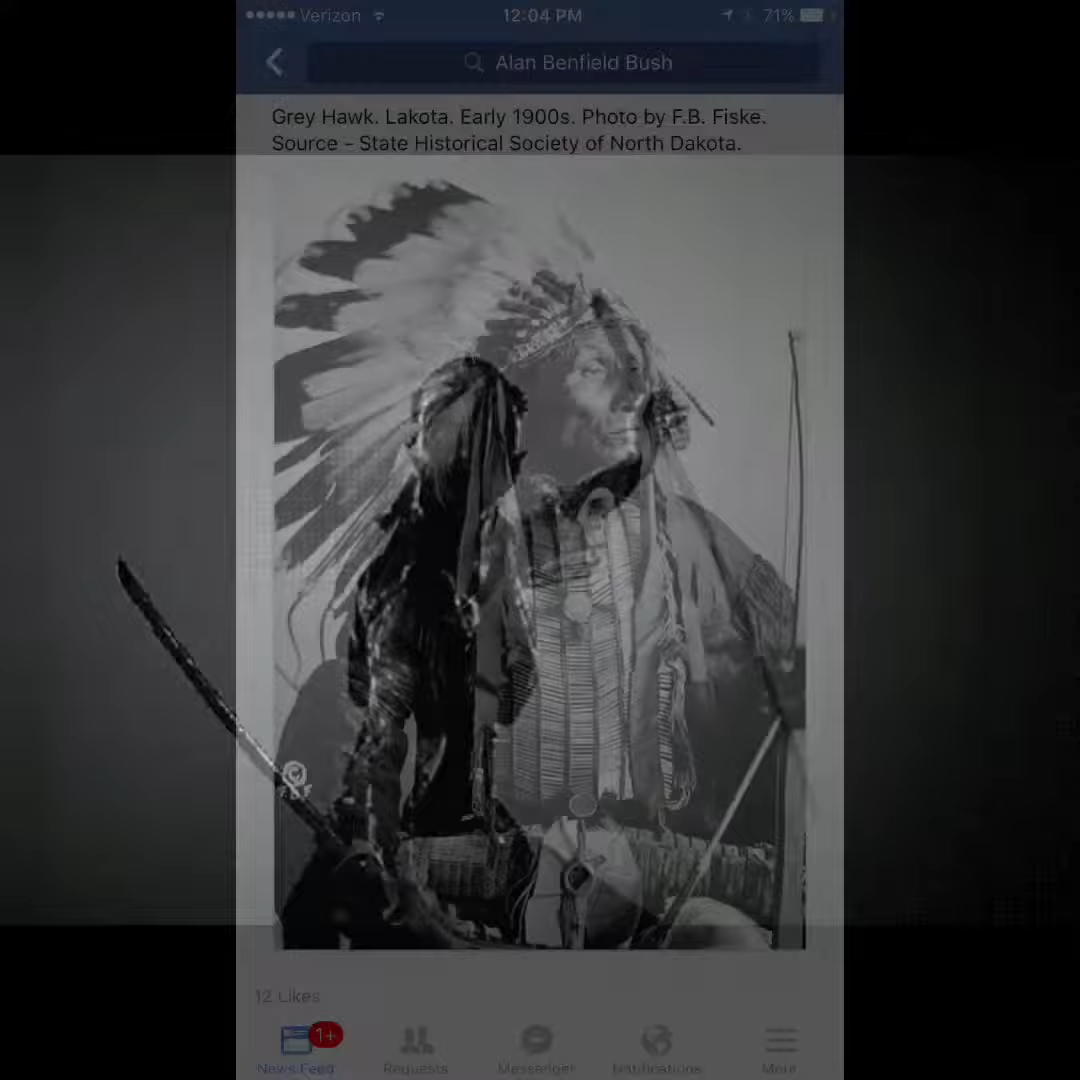 Verizon 12:04 PM 71%
Alan Benfield Bush
Grey Hawk. Lakota. Early 1900s. Photo by F.B. Fiske.
Source - State Historical Society of North Dakota.
©
12 Likes
1+
News Feed Requests Messenger Notifications More